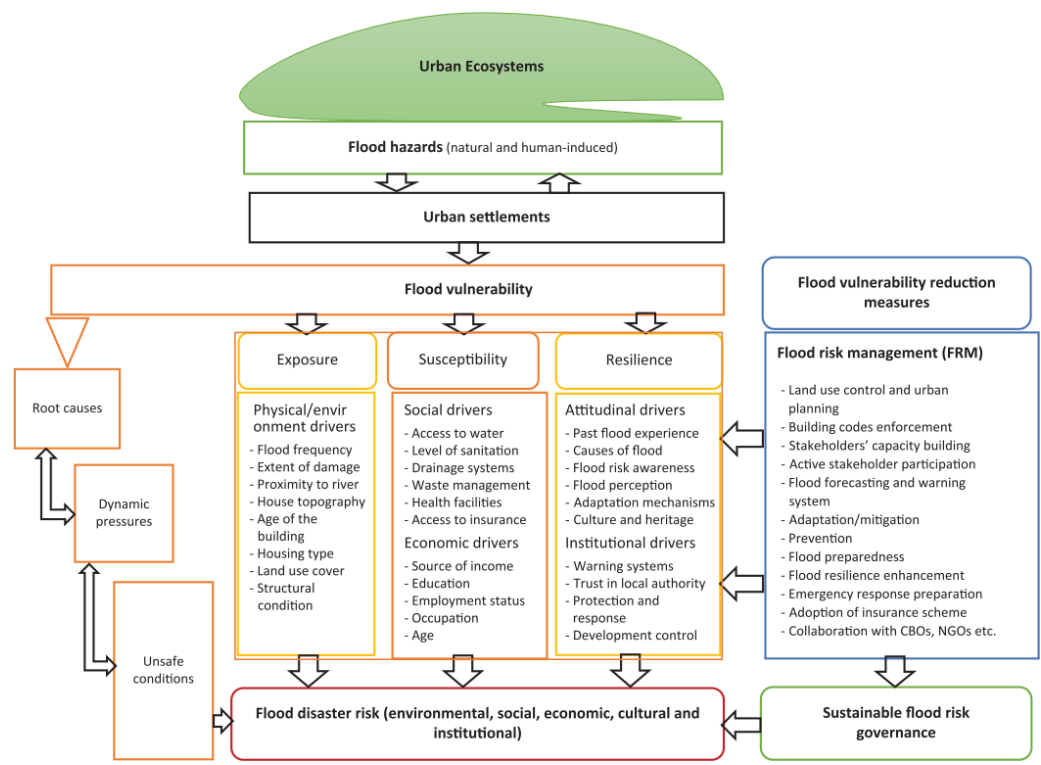 Urban Ecosystems
Flood hazards (natural and human-induced)
Urban settlements
Flood vulnerability
Flood vulnerability reduction
measures
Exposure
Susceptibility
Resilience
Root causes
Dynamic
pressures
Unsafe
conditions
Physical/envir
onment drivers
- Flood frequency
- Extent of damage
- Proximity to river
- House topography
- Age of the
building
- Housing type
- Land use cover
- Structural
condition
Social drivers
- Access to water
- Level of sanitation
- Drainage systems
- Waste management
- Health facilities
- Access to insurance
Economic drivers
- Source of income
- Education
- Employment status
- Occupation
- Age
Attitudinal drivers
- Past flood experience
- Causes of flood
- Flood risk awareness
- Flood perception
- Adaptation mechanisms
- Culture and heritage
Institutional drivers
- Warning systems
- Trust in local authority
- Protection and
response
- Development control
Flood risk management (FRM)
- Land use control and urban
planning
- Building codes enforcement
- Stakeholders’ capacity building
- Active stakeholder participation
- Flood forecasting and warning
system
- Adaptation/mitigation
- Prevention
- Flood preparedness
- Flood resilience enhancement
- Emergency response preparation
- Adoption of insurance scheme
- Collaboration with CBOs, NGOs etc.
Flood disaster risk (environmental, social, economic, cultural and
institutional)
Sustainable flood risk
governance